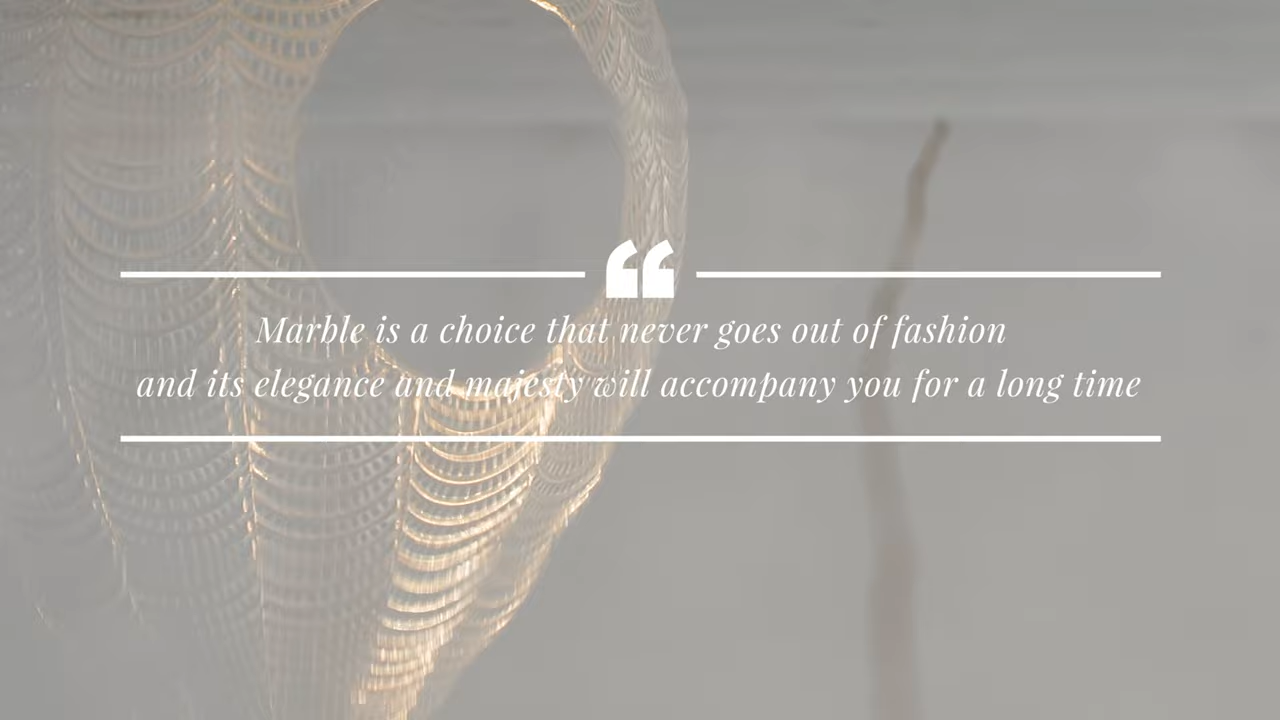 “
Marble is a choice that never goes out of fashion
and its elegance and majesty will accompany you for a long time